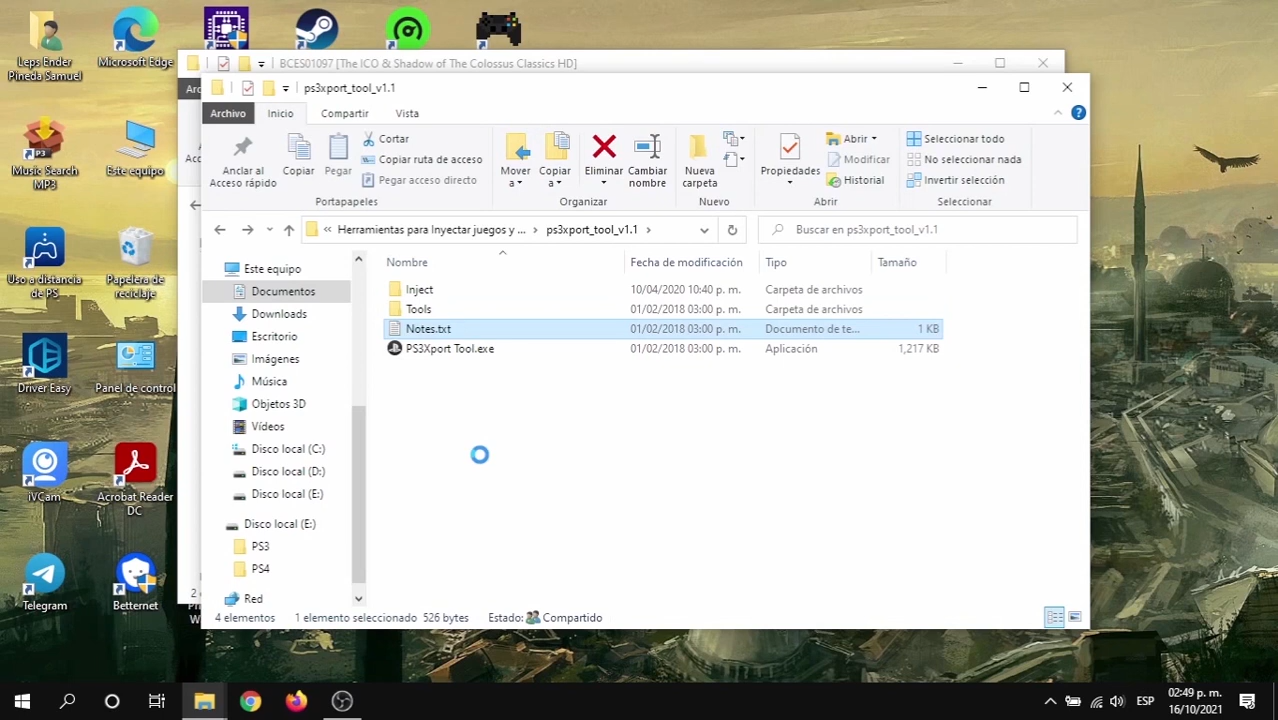 Leps Ender
Pineda Samuel
Microsoft Edge
Music Search
MP3
Este equipo
Uso a distancia
de PS
Papelera de
reciclaje
Driver Easy
Panel de control
iVCam
Acrobat Reader
DC
Telegram
Betternet
BCES01097 [The ICO & Shadow of The Colossus Classics HD]
ps3xport_tool_v1.1
Archivo
Inicio
Compartir
Vista
Anclar al
Acceso rápido
Copiar
Pegar
Cortar
Copiar ruta de acceso
Pegar acceso directo
Portapapeles
Mover
a
Copiar
a
Eliminar
Cambiar
nombre
Organizar
Nueva
carpeta
Nuevo
Propiedades
Abrir
Modificar
Historial
Abrir
Seleccionar todo
No seleccionar nada
Invertir selección
Seleccionar
« Herramientas para Inyectar juegos y ... › ps3xport_tool_v1.1 ›
Buscar en ps3xport_tool_v1.1
Este equipo
Documentos
Downloads
Escritorio
Imágenes
Música
Objetos 3D
Vídeos
Disco local (C:)
Disco local (D:)
Disco local (E:)
Disco local (E:)
PS3
PS4
Red
Nombre Fecha de modificación Tipo Tamaño
Inject 10/04/2020 10:40 p. m. Carpeta de archivos
Tools 01/02/2018 03:00 p. m. Carpeta de archivos
Notes.txt 01/02/2018 03:00 p. m. Documento de te... 1 KB
PS3Xport Tool.exe 01/02/2018 03:00 p. m. Aplicación 1,217 KB
4 elementos 1 elemento seleccionado 526 bytes Estado: Compartido
ESP
02:49 p. m.
16/10/2021